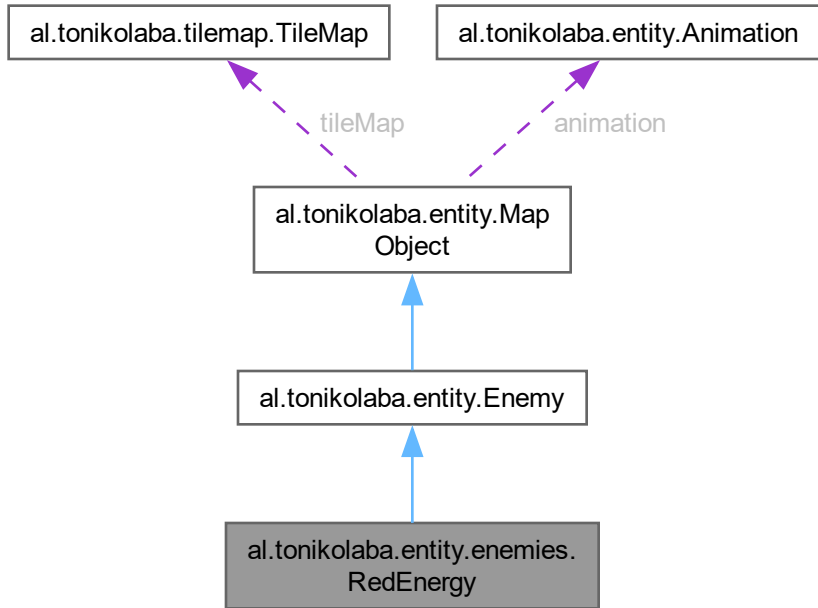 al.tonikolaba.tilemap.TileMap
al.tonikolaba.entity.Animation
tileMap
animation
al.tonikolaba.entity.Map
Object
al.tonikolaba.entity.Enemy
al.tonikolaba.entity.enemies.
RedEnergy